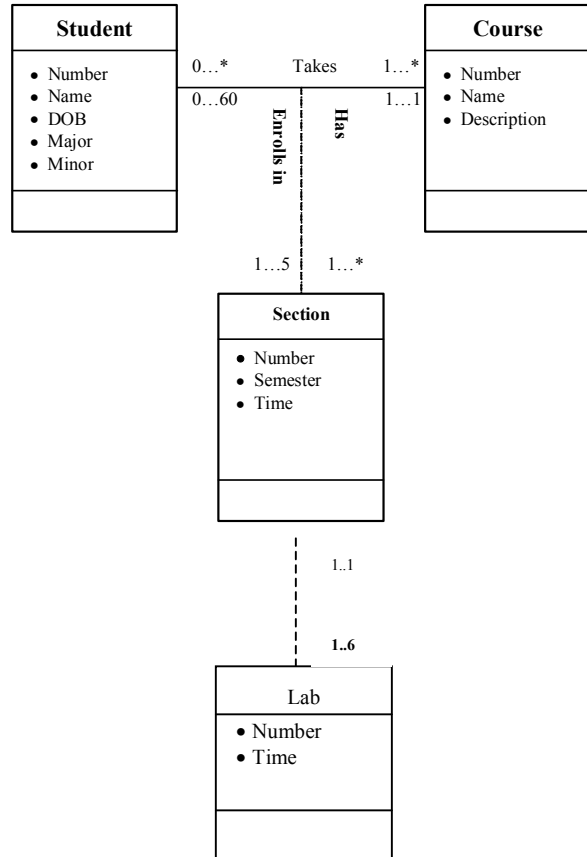 Student
• Number
• Name
• DOB
• Major
• Minor
0…*
Takes
1…*
0…60
1…1
Enrolls in
Has
Course
• Number
• Name
• Description
1…5
1…*
Section
• Number
• Semester
• Time
1..1
1..6
Lab
• Number
• Time